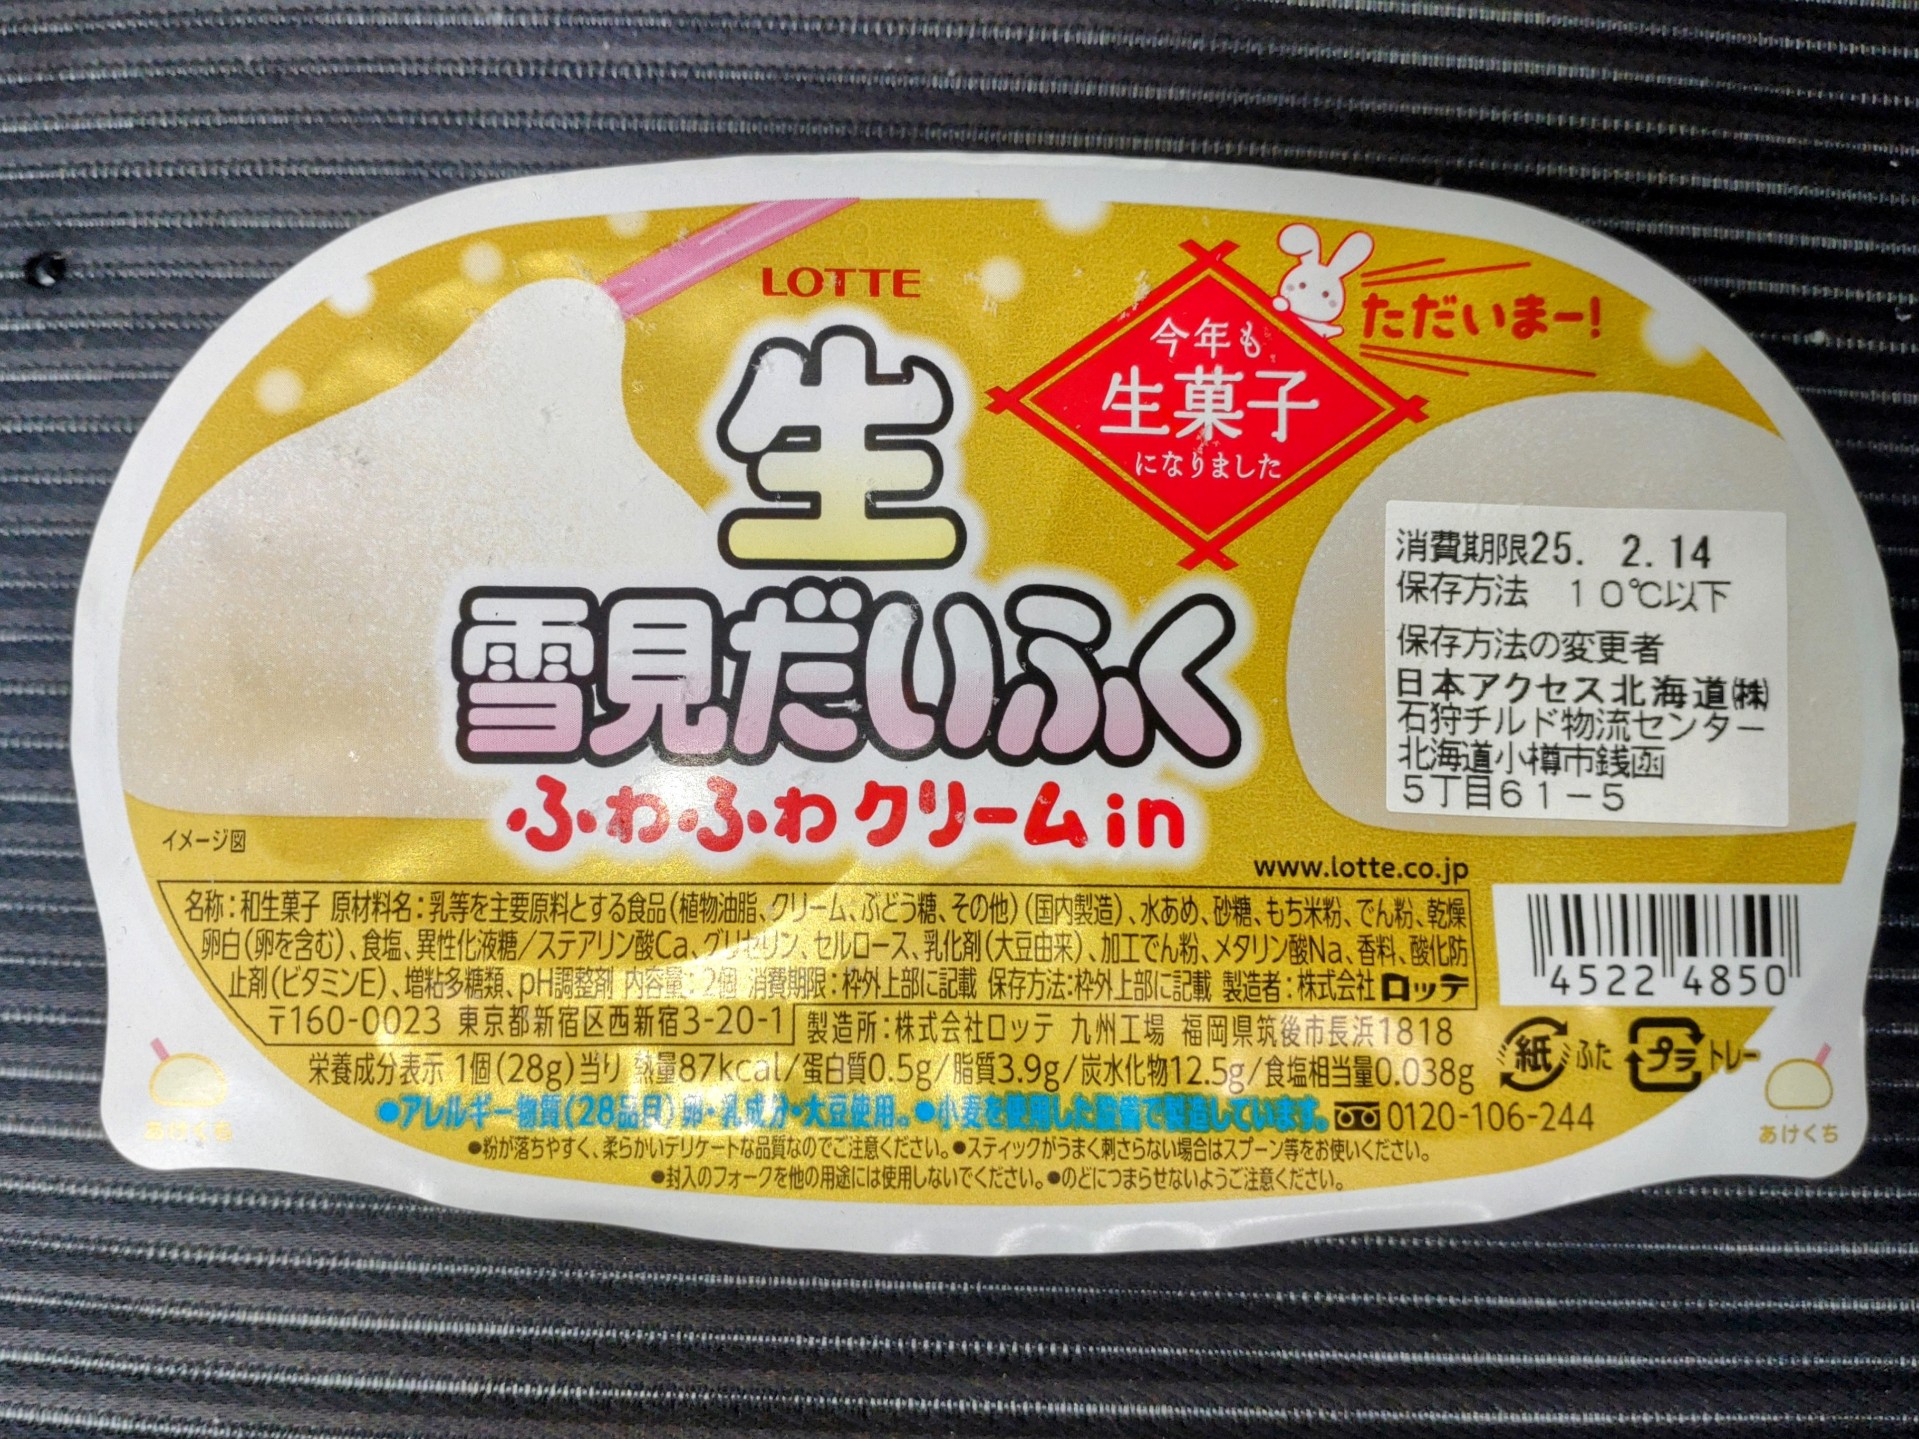 LOTTE
今年も
生菓子
になりました
ただいまー!
生
雪見だいふく
ふわふわクリームin
消費期限25. 2.14
保存方法 10℃以下
保存方法の変更者
日本アクセス北海道㈱
石狩チルド物流センター
北海道小樽市銭函
5丁目61-5
イメージ図
www.lotte.co.jp
名称:和生菓子 原材料名:乳等を主要原料とする食品(植物油脂、クリーム、ぶどう糖、その他)(国内製造)、水あめ、砂糖、もち米粉、でん粉、乾燥
卵白(卵を含む)、食塩、異性化液糖/ステアリン酸Ca、グリセリン、セルロース、乳化剤(大豆由来)、加工でん粉、メタリン酸Na、香料、酸化防
止剤(ビタミンE)、増粘多糖類、pH調整剤 内容量:2個 消費期限:枠外上部に記載 保存方法:枠外上部に記載 製造者:株式会社ロッテ
〒160-0023 東京都新宿区西新宿3-20-1
製造所:株式会社ロッテ 九州工場 福岡県筑後市長浜1818
4522 4850
栄養成分表示 1個(28g)当り 熱量87kcal/蛋白質0.5g/脂質3.9g/炭水化物12.5g/食塩相当量0.038g
紙 ふた プラ トレー
●アレルギー物質(28品目)卵・乳成分・大豆使用。●小麦を使用した設備で製造しています。 0120-106-244
●粉が落ちやすく、柔らかいデリケートな品質なのでご注意ください。●スティックがうまく刺さらない場合はスプーン等をお使いください。
●封入のフォークを他の用途には使用しないでください。●のどにつまらせないようご注意ください。
あけくち
あけくち